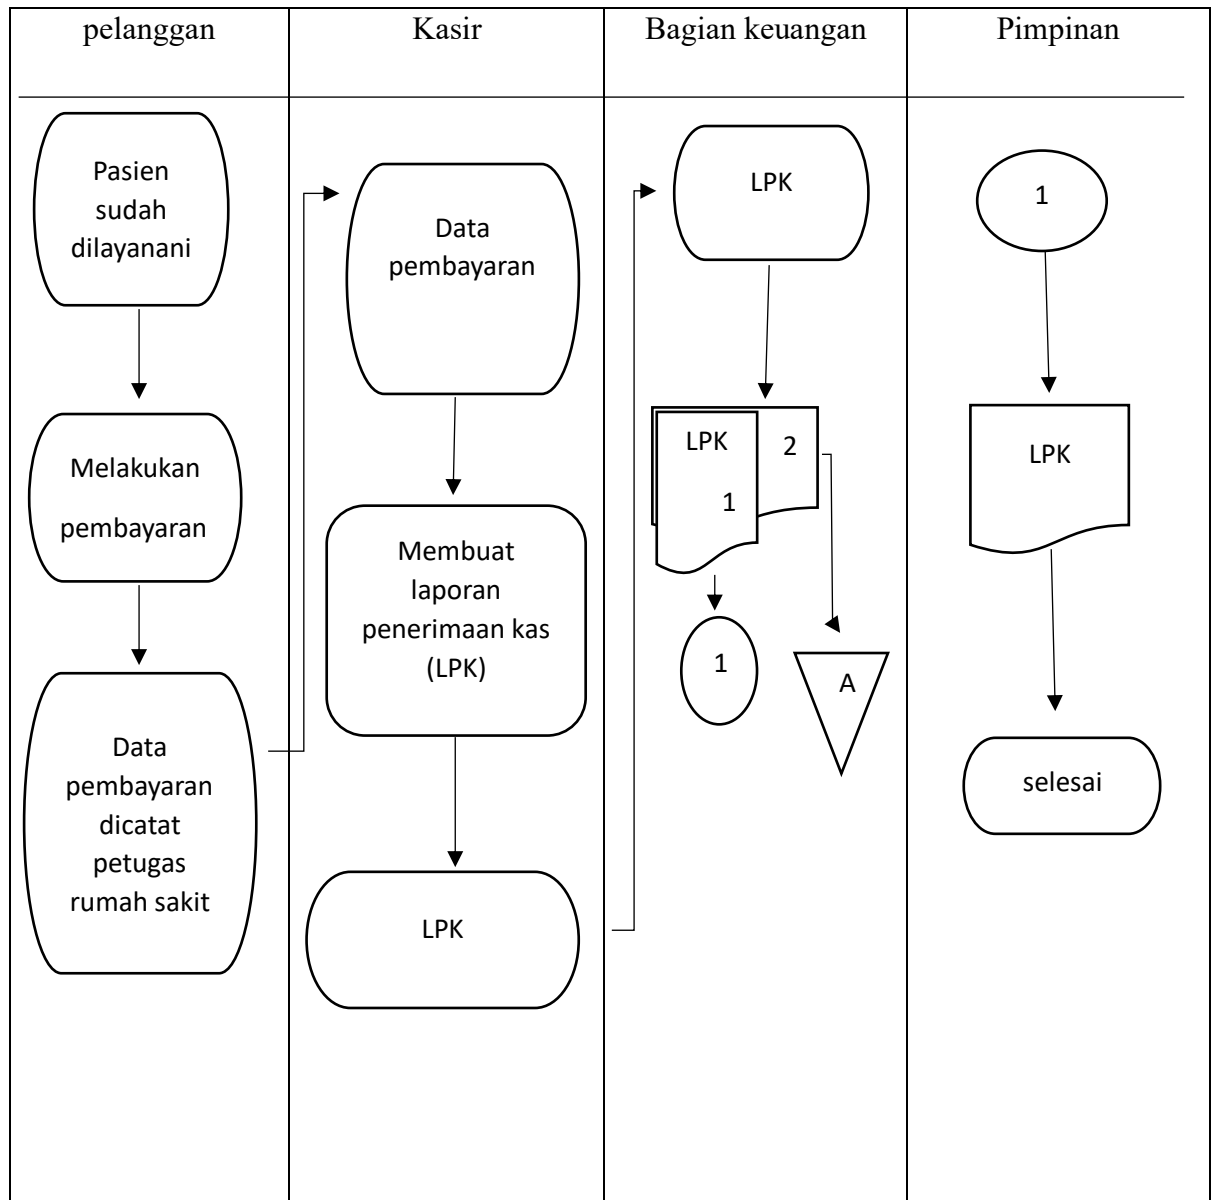 pelanggan
Kasir
Bagian keuangan
Pimpinan
Pasien
sudah
dilayanani
Melakukan
pembayaran
Data
pembayaran
dicatat
petugas
rumah sakit
Data
pembayaran
Membuat
laporan
penerimaan kas
(LPK)
LPK
LPK
LPK
1
2
1
A
1
LPK
selesai